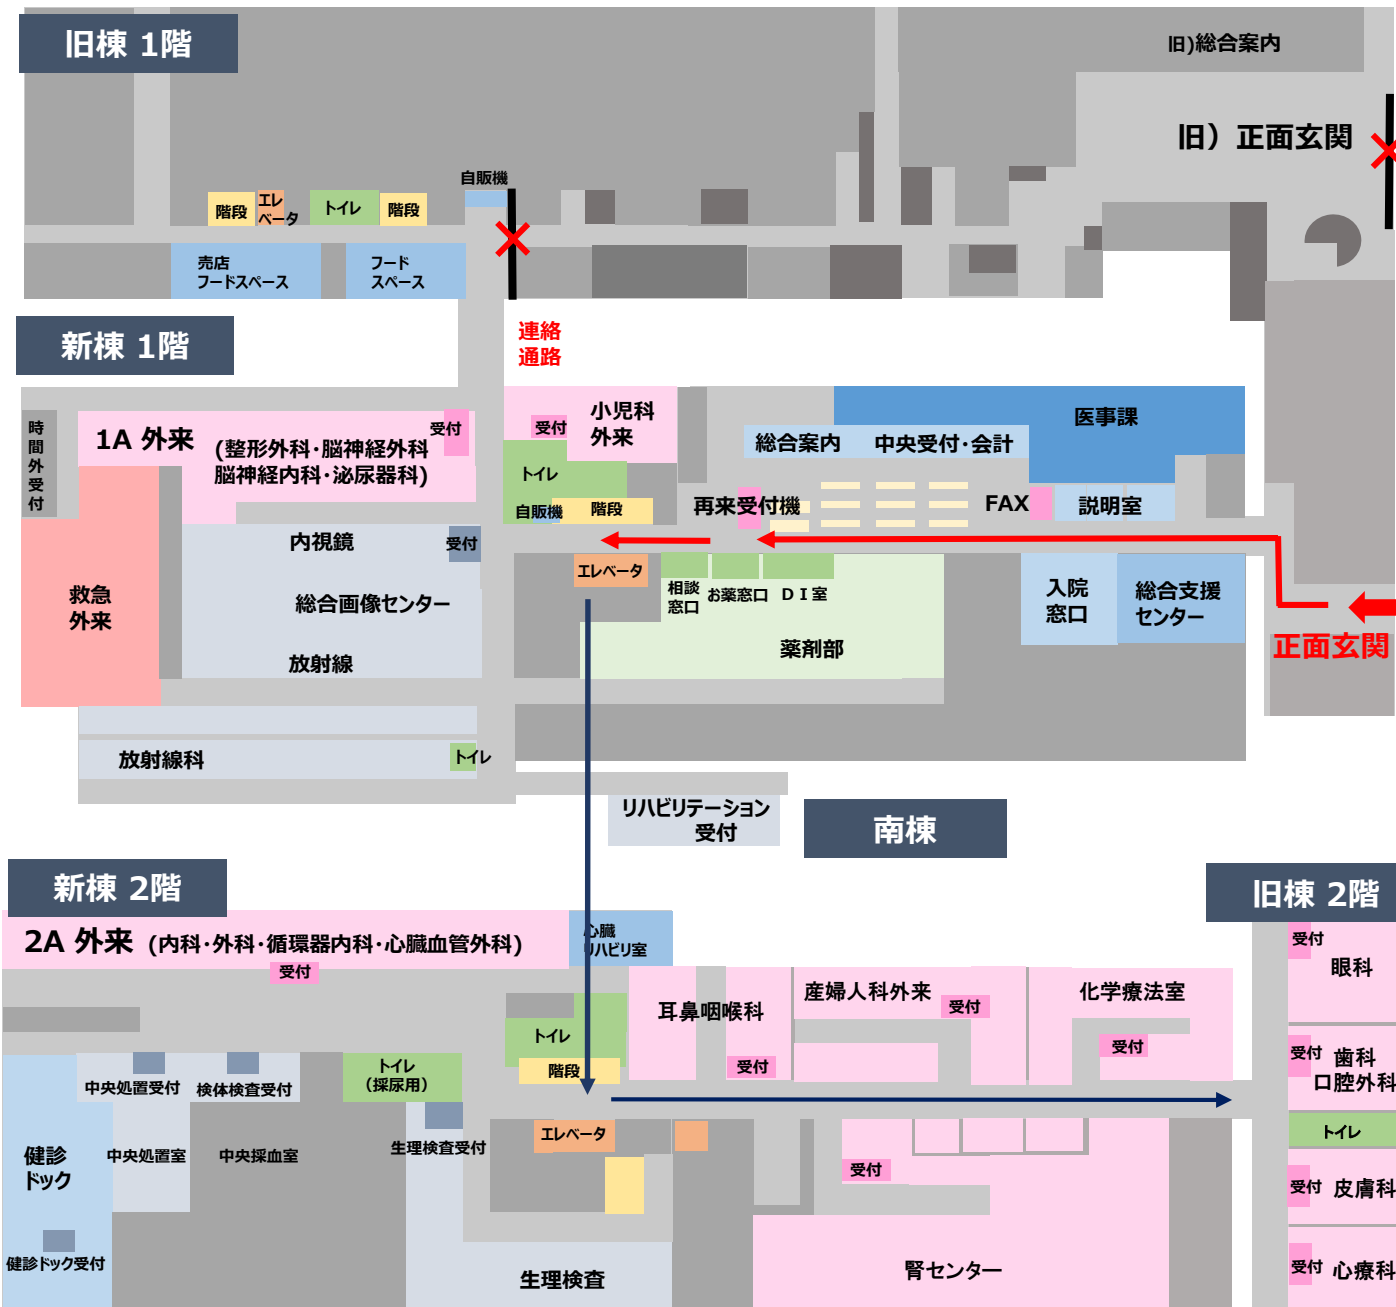 旧棟 1階
旧)総合案内
旧）正面玄関
自販機
階段
エレ
ベータ
トイレ
階段
売店
フードスペース
フード
スペース
新棟 1階
連絡
通路
時間外受付
1A 外来
(整形外科・脳神経外科
脳神経内科・泌尿器科)
受付
受付
小児科
外来
トイレ
自販機
階段
総合案内
中央受付・会計
医事課
再来受付機
FAX
説明室
内視鏡
受付
総合画像センター
放射線
救急
外来
エレベータ
相談
窓口
お薬窓口
ＤＩ室
薬剤部
入院
窓口
総合支援
センター
正面玄関
放射線科
トイレ
リハビリテーション
受付
南棟
新棟 2階
旧棟 2階
2A 外来 (内科・外科・循環器内科・心臓血管外科)
受付
心臓
リハビリ室
耳鼻咽喉科
受付
産婦人科外来
受付
化学療法室
受付
受付
眼科
トイレ
階段
受付
歯科
口腔外科
トイレ
受付
皮膚科
受付
心療科
中央処置受付
検体検査受付
トイレ
（採尿用）
生理検査受付
エレベータ
受付
健診
ドック
中央処置室
中央採血室
健診ドック受付
生理検査
腎センター